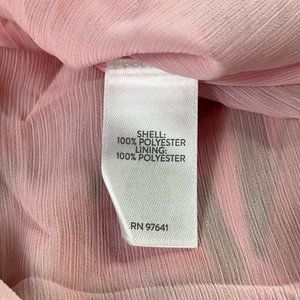 SHELL:
100% POLYESTER
LINING:
100% POLYESTER
RN 97641